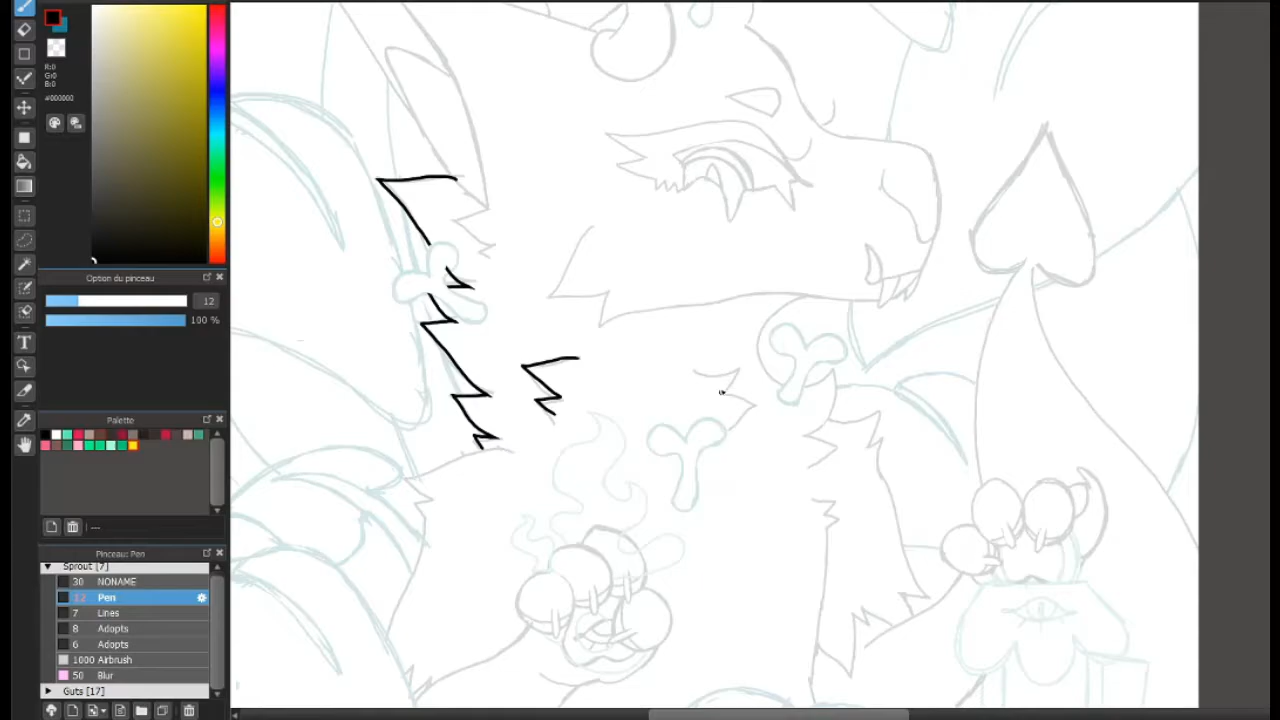 R:0
G:0
B:0
#000000
Option du pinceau
12
100 %
Palette
---
Pinceau: Pen
Sprout [7]
30 NONAME
12 Pen
7 Lines
8 Adopts
6 Adopts
1000 Airbrush
50 Blur
Guts [17]